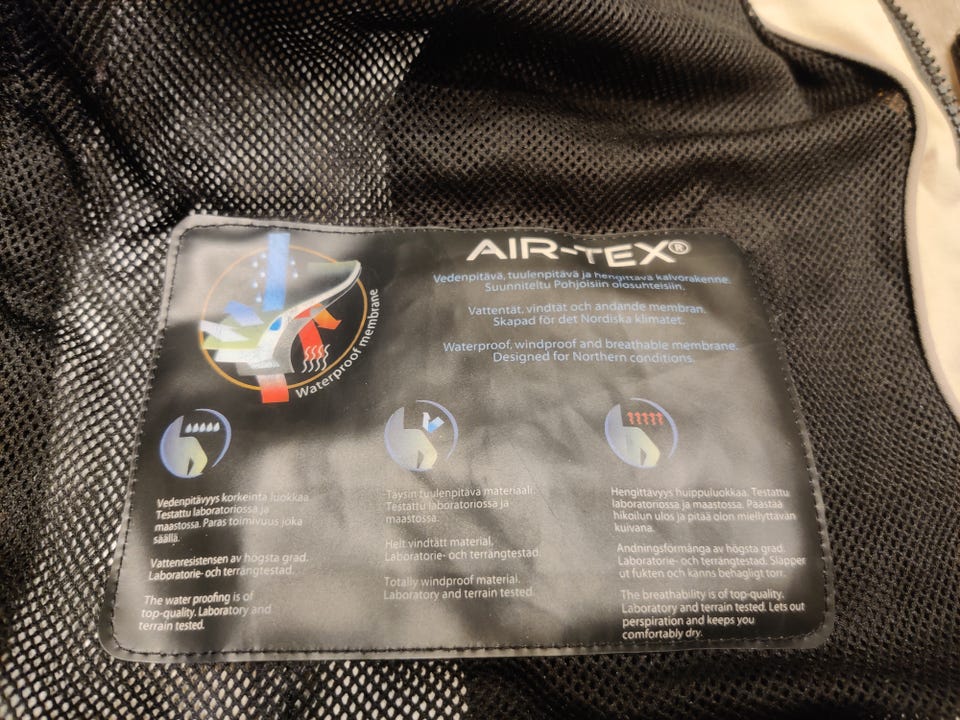 AIR-TEX®
Vedenpitävä, tuulenpitävä ja hengittävä kalvorakenne.
Suunniteltu Pohjoisiin olosuhteisiin.
Vattentät, vindtät och andande membran.
Skapad för det Nordiska klimatet.
Waterproof, windproof and breathable membrane.
Designed for Northern conditions.
Waterproof membrane
Vedenpitävyys korkeinta luokkaa.
Testattu laboratoriossa ja
maastossa. Paras toimivuus joka
säällä.
Vattenresistensen av högsta grad.
Laboratorie- och terrängtestad.
The water proofing is of
top-quality. Laboratory and
terrain tested.
Täysin tuulenpitävä materiaali.
Testattu laboratoriossa ja
maastossa.
Helt vindtätt material.
Laboratorie- och terrängtestad.
Totally windproof material.
Laboratory and terrain tested.
Hengittävyys huippuluokkaa. Testattu
laboratoriossa ja maastossa. Päästää
hikoilun ulos ja pitää olon miellyttävän
kuivana.
Andningsförmånga av högsta grad.
Laboratorie- och terrängtestad. Släpper
ut fukten och känns behagligt torr.
The breathability is of top-quality.
Laboratory and terrain tested. Lets out
perspiration and keeps you
comfortably dry.